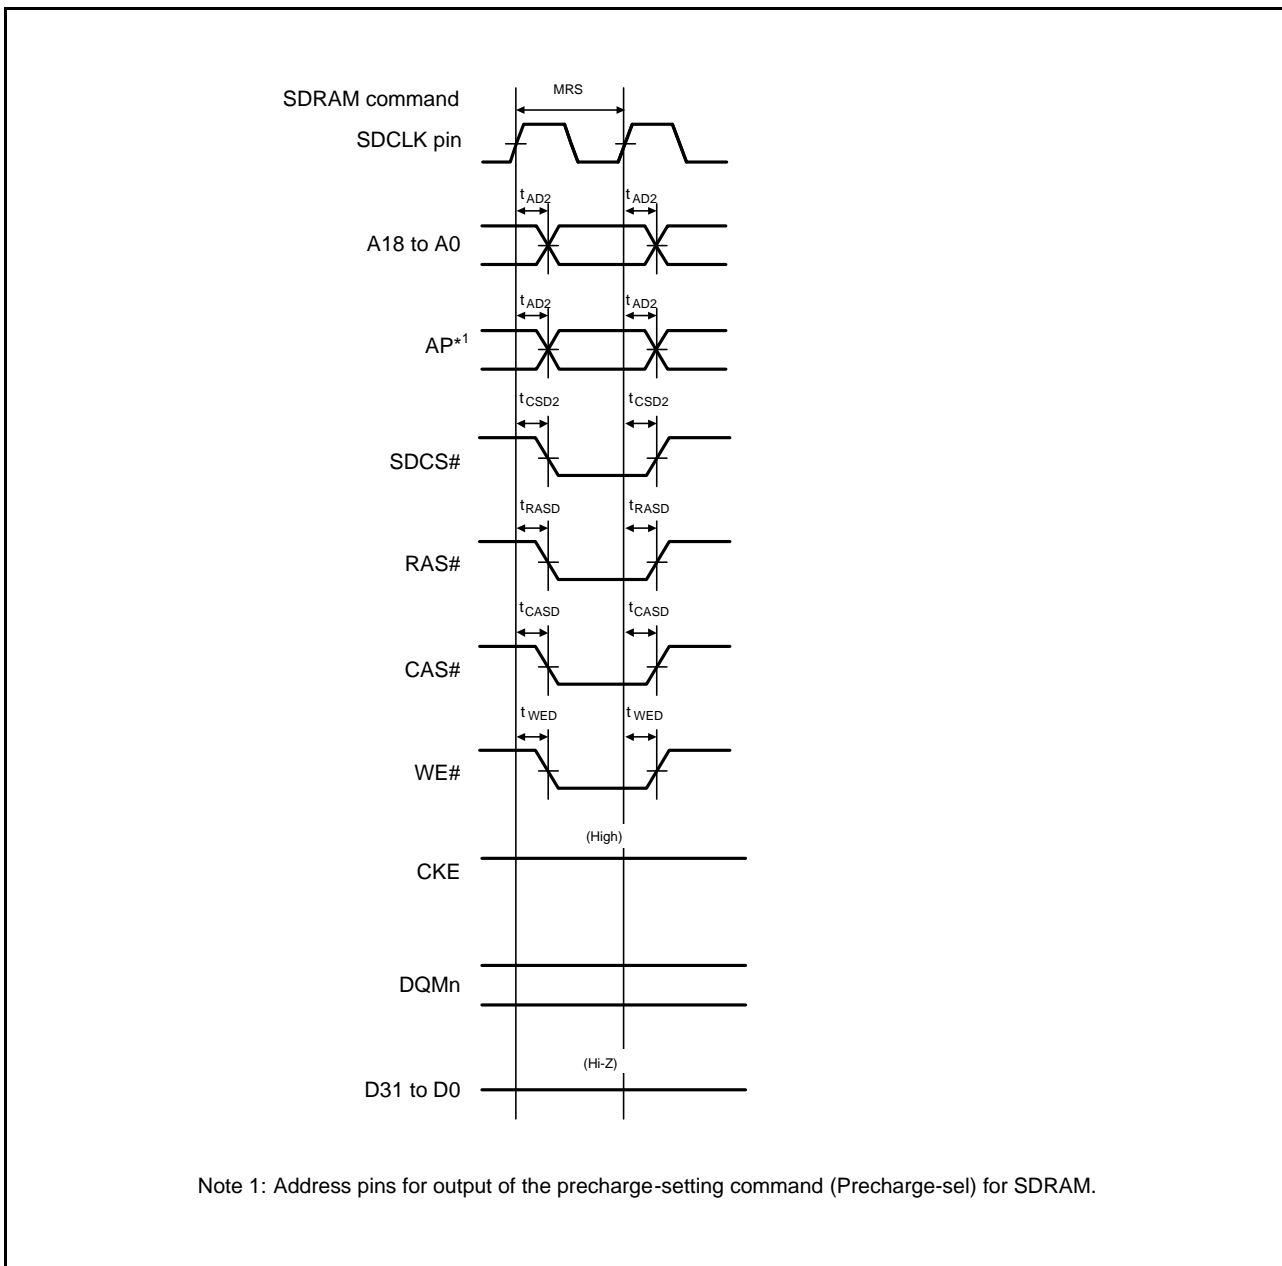 MRS
SDRAM command
SDCLK pin
tAD2 tAD2
A18 to A0
tAD2 tAD2
AP*1
tCSD2 tCSD2
SDCS#
tRASD tRASD
RAS#
tCASD tCASD
CAS#
tWED tWED
WE#
(High)
CKE
DQMn
(Hi-Z)
D31 to D0
Note 1: Address pins for output of the precharge-setting command (Precharge-sel) for SDRAM.